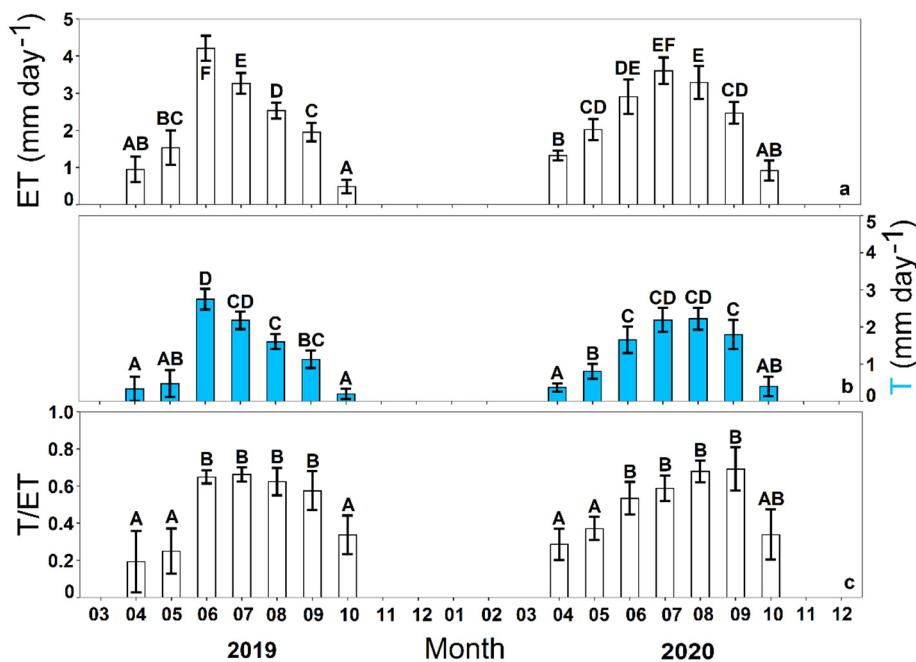 ET (mm day-1)
5
4
3
2
1
0
AB
BC
F
E
D
C
A
B
CD
DE
EF
E
CD
AB
a
T (mm day-1)
5
4
3
2
1
0
A
AB
D
CD
C
BC
A
A
B
C
CD
CD
C
AB
b
T/ET
1.0
0.8
0.6
0.4
0.2
0
A
A
B
B
B
B
A
A
A
B
B
B
B
AB
c
03 04 05 06 07 08 09 10 11 12 01 02 03 04 05 06 07 08 09 10 11 12
2019 Month 2020